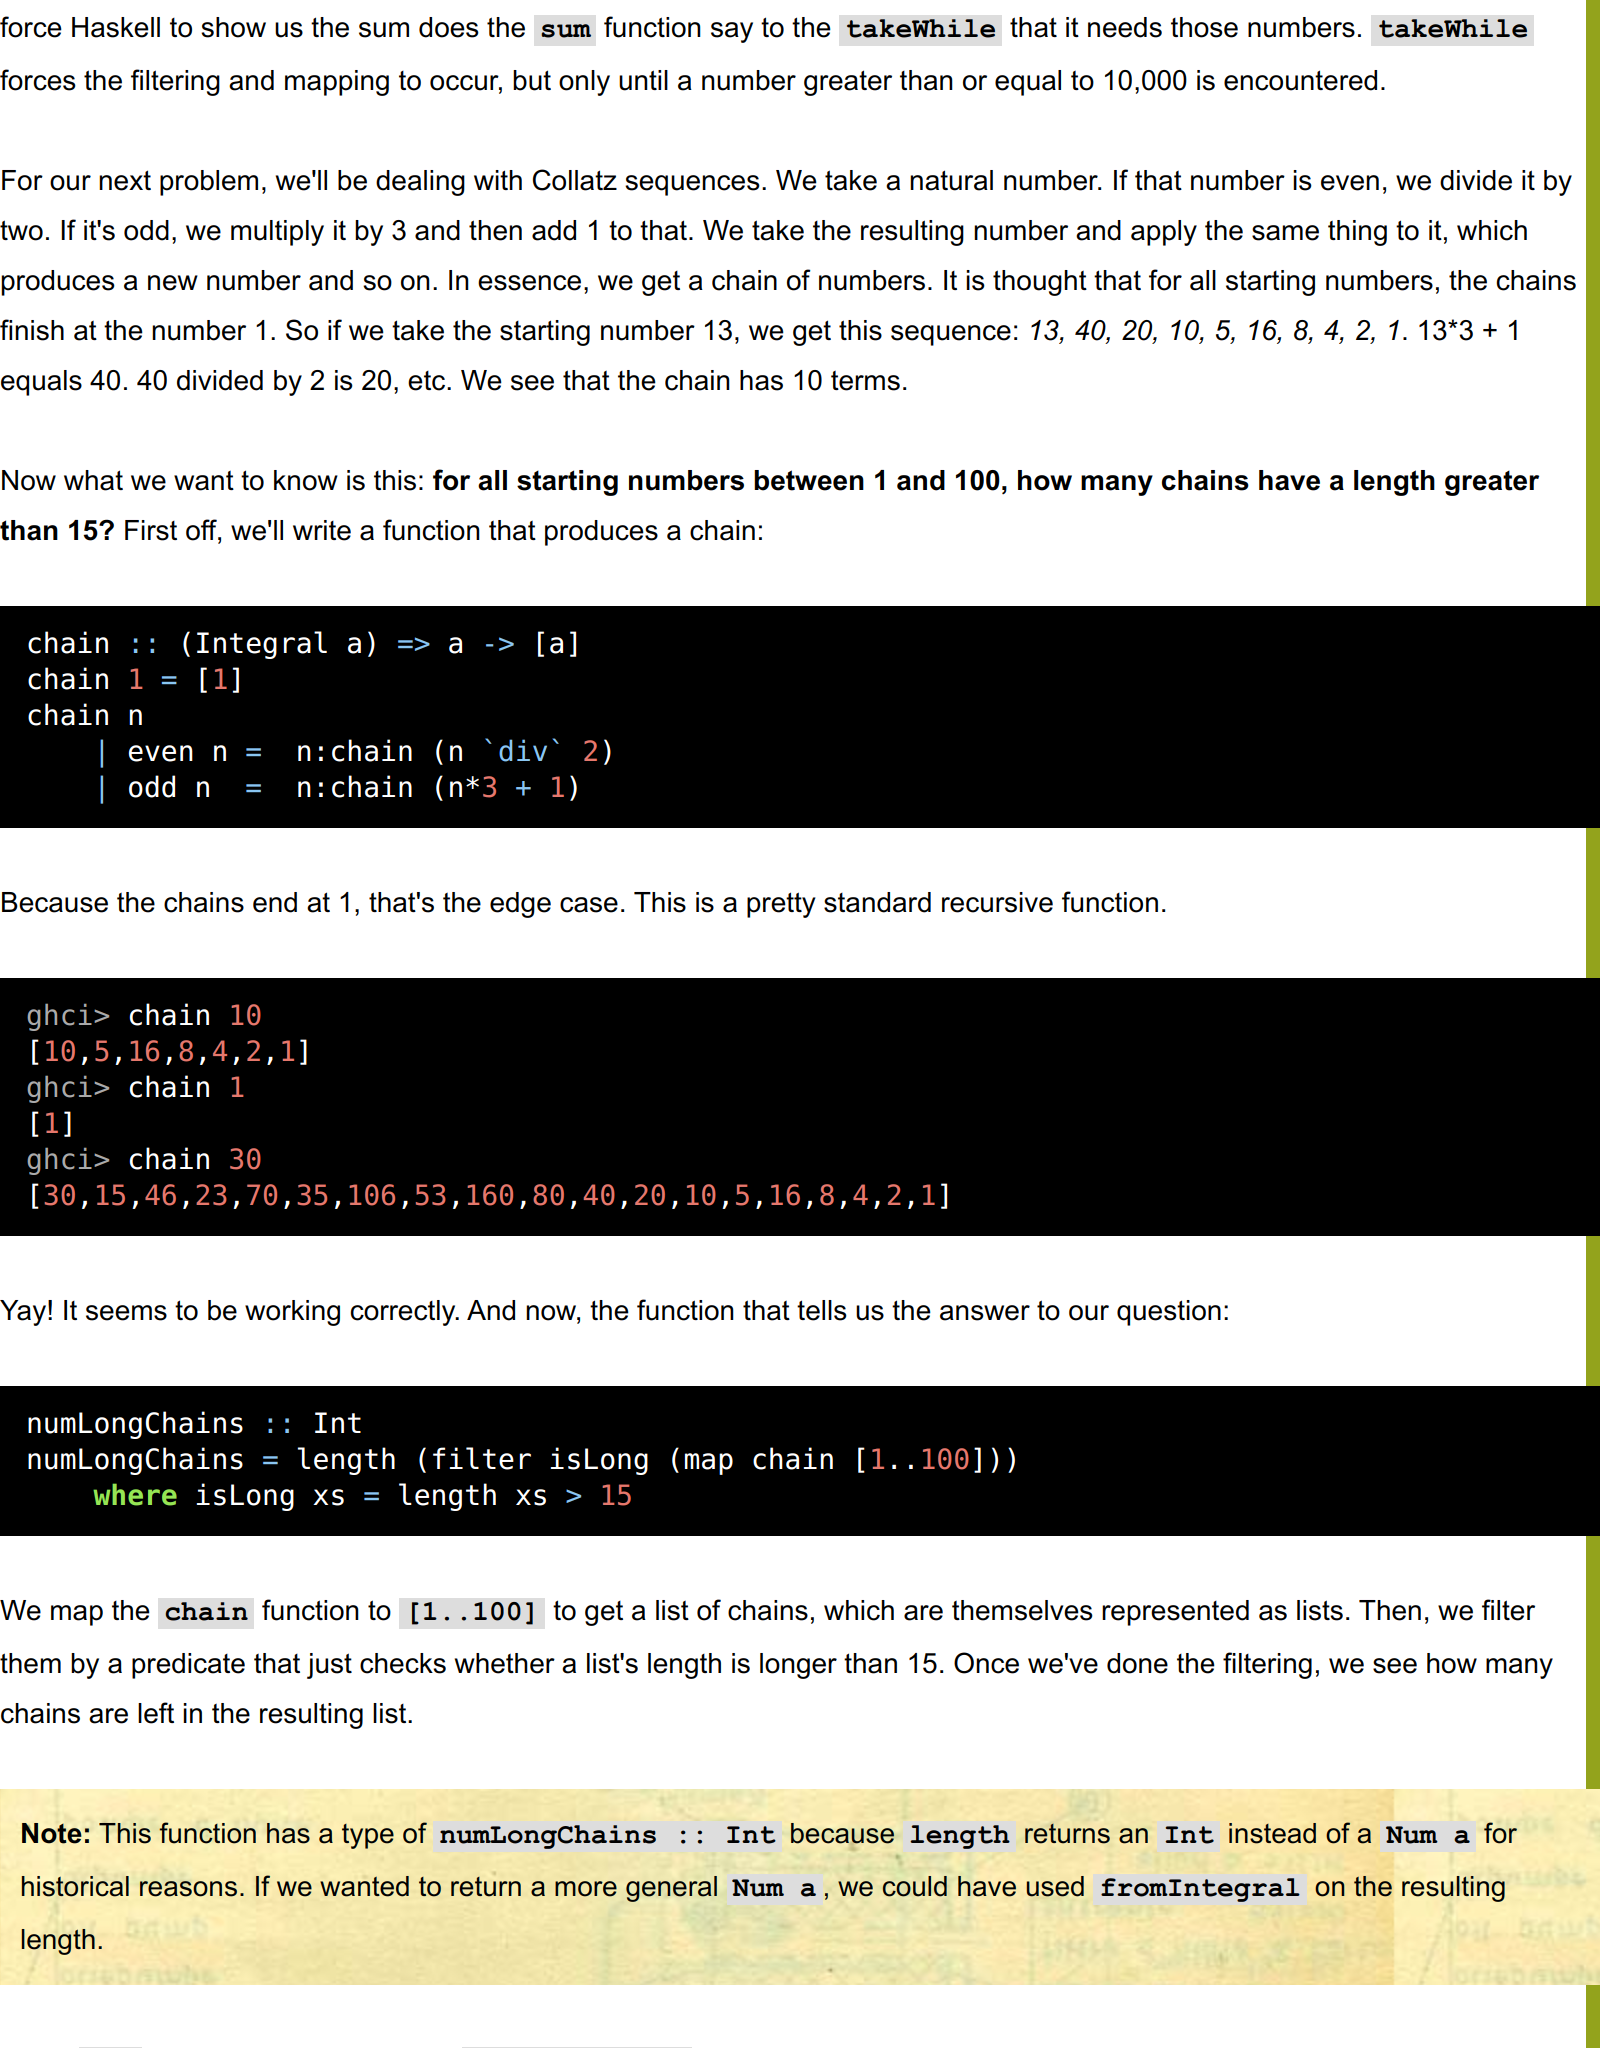 force Haskell to show us the sum does the sum function say to the takeWhile that it needs those numbers. takeWhile
forces the filtering and mapping to occur, but only until a number greater than or equal to 10,000 is encountered.
For our next problem, we'll be dealing with Collatz sequences. We take a natural number. If that number is even, we divide it by
two. If it's odd, we multiply it by 3 and then add 1 to that. We take the resulting number and apply the same thing to it, which
produces a new number and so on. In essence, we get a chain of numbers. It is thought that for all starting numbers, the chains
finish at the number 1. So if we take the starting number 13, we get this sequence: 13, 40, 20, 10, 5, 16, 8, 4, 2, 1. 13*3 + 1
equals 40. 40 divided by 2 is 20, etc. We see that the chain has 10 terms.
Now what we want to know is this: for all starting numbers between 1 and 100, how many chains have a length greater
than 15? First off, we'll write a function that produces a chain:
chain :: (Integral a) => a -> [a]
chain 1 = [1]
chain n
    | even n =  n:chain (n `div` 2)
    | odd n  =  n:chain (n*3 + 1)
Because the chains end at 1, that's the edge case. This is a pretty standard recursive function.
ghci> chain 10
[10,5,16,8,4,2,1]
ghci> chain 1
[1]
ghci> chain 30
[30,15,46,23,70,35,106,53,160,80,40,20,10,5,16,8,4,2,1]
Yay! It seems to be working correctly. And now, the function that tells us the answer to our question:
numLongChains :: Int
numLongChains = length (filter isLong (map chain [1..100]))
    where isLong xs = length xs > 15
We map the chain function to [1..100] to get a list of chains, which are themselves represented as lists. Then, we filter
them by a predicate that just checks whether a list's length is longer than 15. Once we've done the filtering, we see how many
chains are left in the resulting list.
Note: This function has a type of numLongChains :: Int because length returns an Int instead of a Num a for
historical reasons. If we wanted to return a more general Num a, we could have used fromIntegral on the resulting
length.